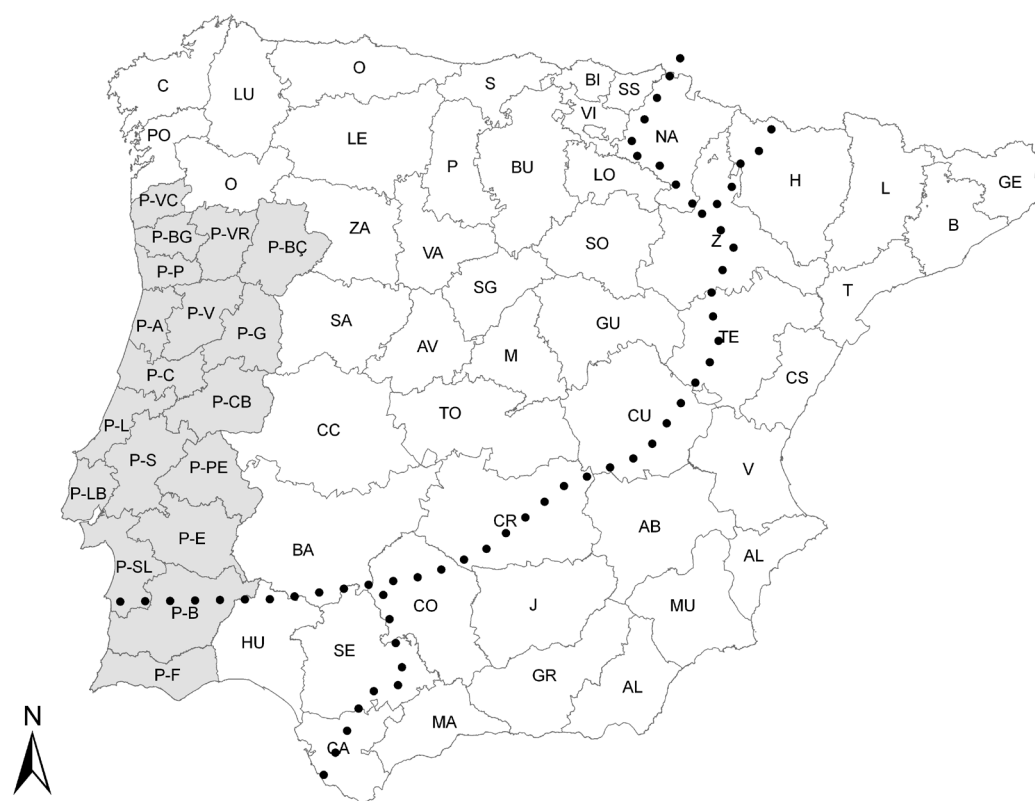 O
C
LU
S
BI
SS
VI
NA
PO
LE
P
BU
LO
H
L
GE
O
P-VC
B
P-BG
P-VR
P-BÇ
ZA
VA
SO
Z
P-P
SG
T
P-A
P-V
P-G
SA
GU
TE
AV
M
P-C
CS
P-CB
TO
CU
P-L
CC
P-S
P-PE
V
P-LB
CR
AB
P-E
BA
AL
P-SL
P-B
CO
J
MU
HU
SE
P-F
GR
AL
N
MA
CA